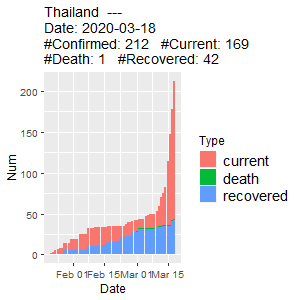 Thailand ---
Date: 2020-03-18
#Confirmed: 212 #Current: 169
#Death: 1 #Recovered: 42
200
150
100
50
0
Num
Feb 01 Feb 15 Mar 01 Mar 15
Date
Type
current
death
recovered